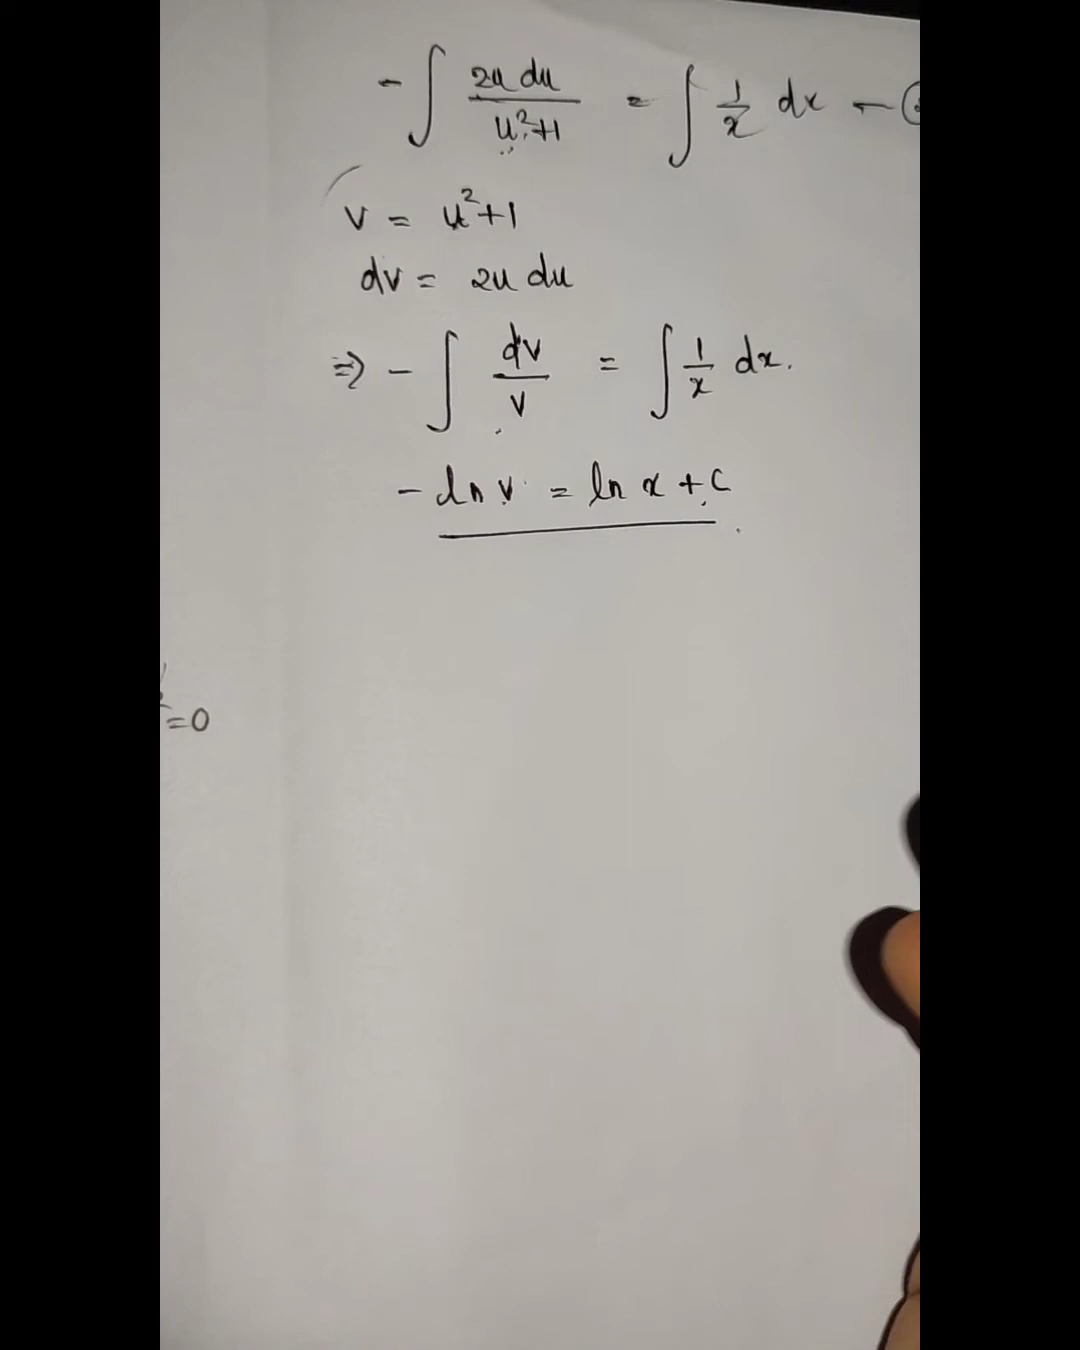 - ∫ 2u du / u²+1 = ∫ 1/x dx –
v = u²+1
dv = 2u du
⇒ - ∫ dv/v = ∫ 1/x dx.
- ln v = ln x + c
=0